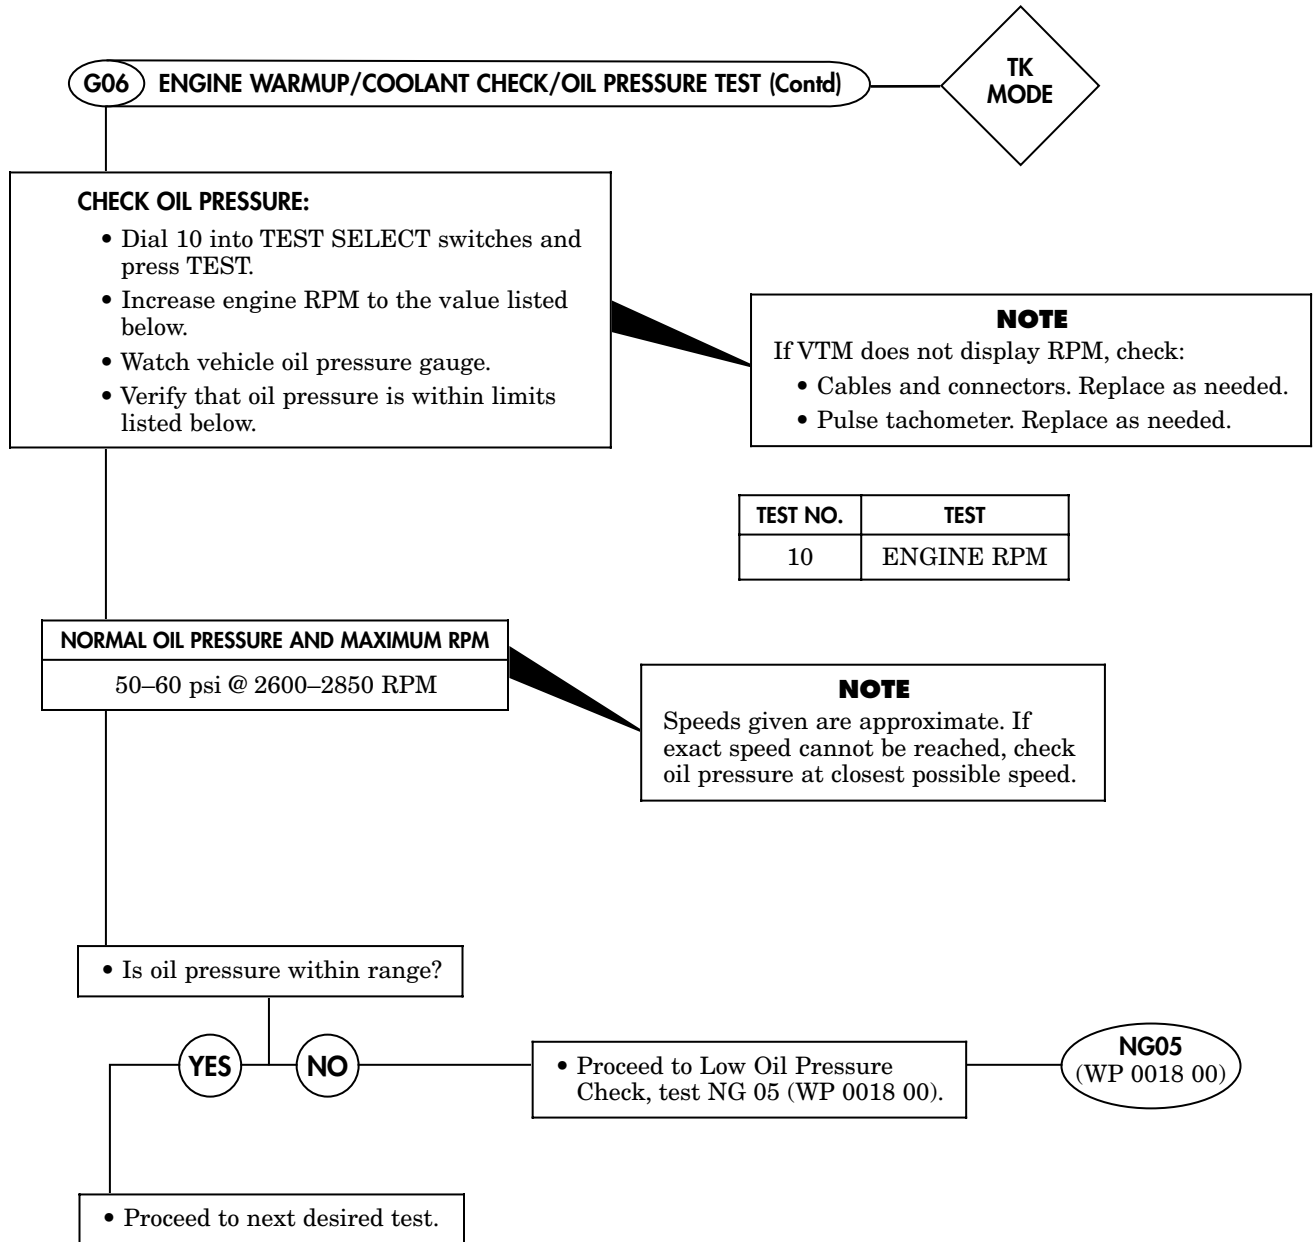 G06 ENGINE WARMUP/COOLANT CHECK/OIL PRESSURE TEST (Contd)
TK
MODE
CHECK OIL PRESSURE:
• Dial 10 into TEST SELECT switches and
press TEST.
• Increase engine RPM to the value listed
below.
• Watch vehicle oil pressure gauge.
• Verify that oil pressure is within limits
listed below.
NOTE
If VTM does not display RPM, check:
• Cables and connectors. Replace as needed.
• Pulse tachometer. Replace as needed.
TEST NO. TEST
10 ENGINE RPM
NORMAL OIL PRESSURE AND MAXIMUM RPM
50–60 psi @ 2600–2850 RPM
NOTE
Speeds given are approximate. If
exact speed cannot be reached, check
oil pressure at closest possible speed.
• Is oil pressure within range?
YES NO
• Proceed to Low Oil Pressure
Check, test NG 05 (WP 0018 00).
NG05
(WP 0018 00)
• Proceed to next desired test.